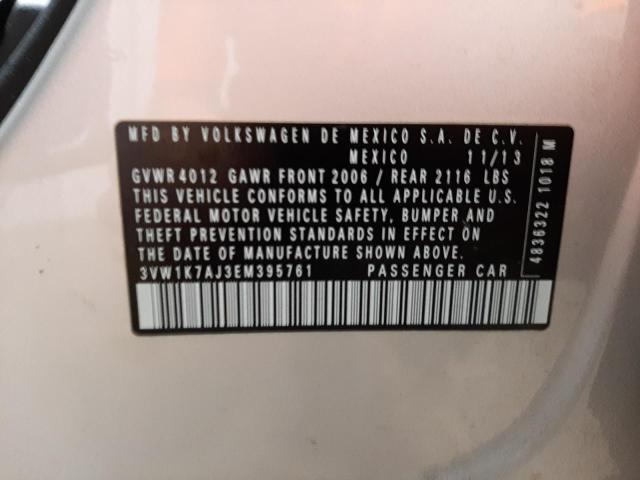 MFD BY VOLKSWAGEN DE MEXICO S.A. DE C.V.
MEXICO 11/13
GVWR 4012 GAWR FRONT 2006 / REAR 2116 LBS
THIS VEHICLE CONFORMS TO ALL APPLICABLE U.S.
FEDERAL MOTOR VEHICLE SAFETY, BUMPER AND
THEFT PREVENTION STANDARDS IN EFFECT ON
THE DATE OF MANUFACTURE SHOWN ABOVE.
3VW1K7AJ3EM395761 PASSENGER CAR
4836322 1018 M